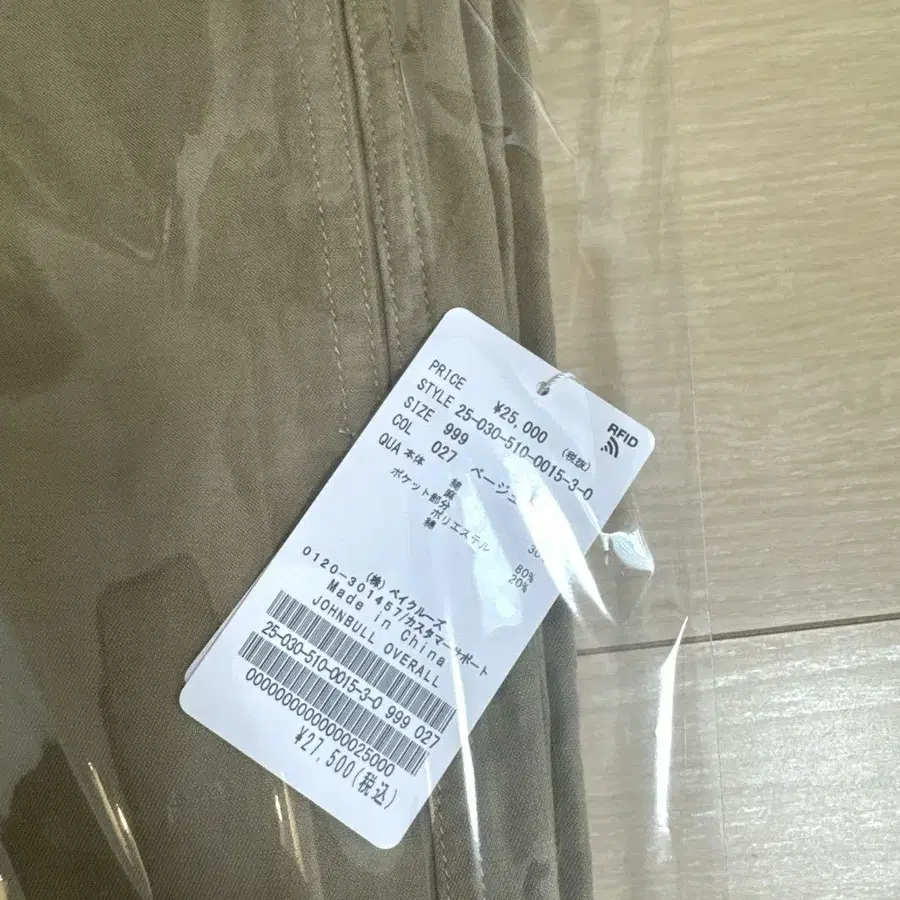 RFID
PRICE ¥25,000 (税抜)
STYLE 25-030-510-0015-3-0
SIZE 999
COL 027 ベージュ
QUA 本体 綿
麻 30
ポケット部分 ポリエステル 80%
綿 20%
(株) ベイクルーズ
0120-301457/カスタマーサポート
Made in China
JOHNBULL OVERALL
25-030-510-0015-3-0 999 027
0000000000000025000
¥27,500(税込)